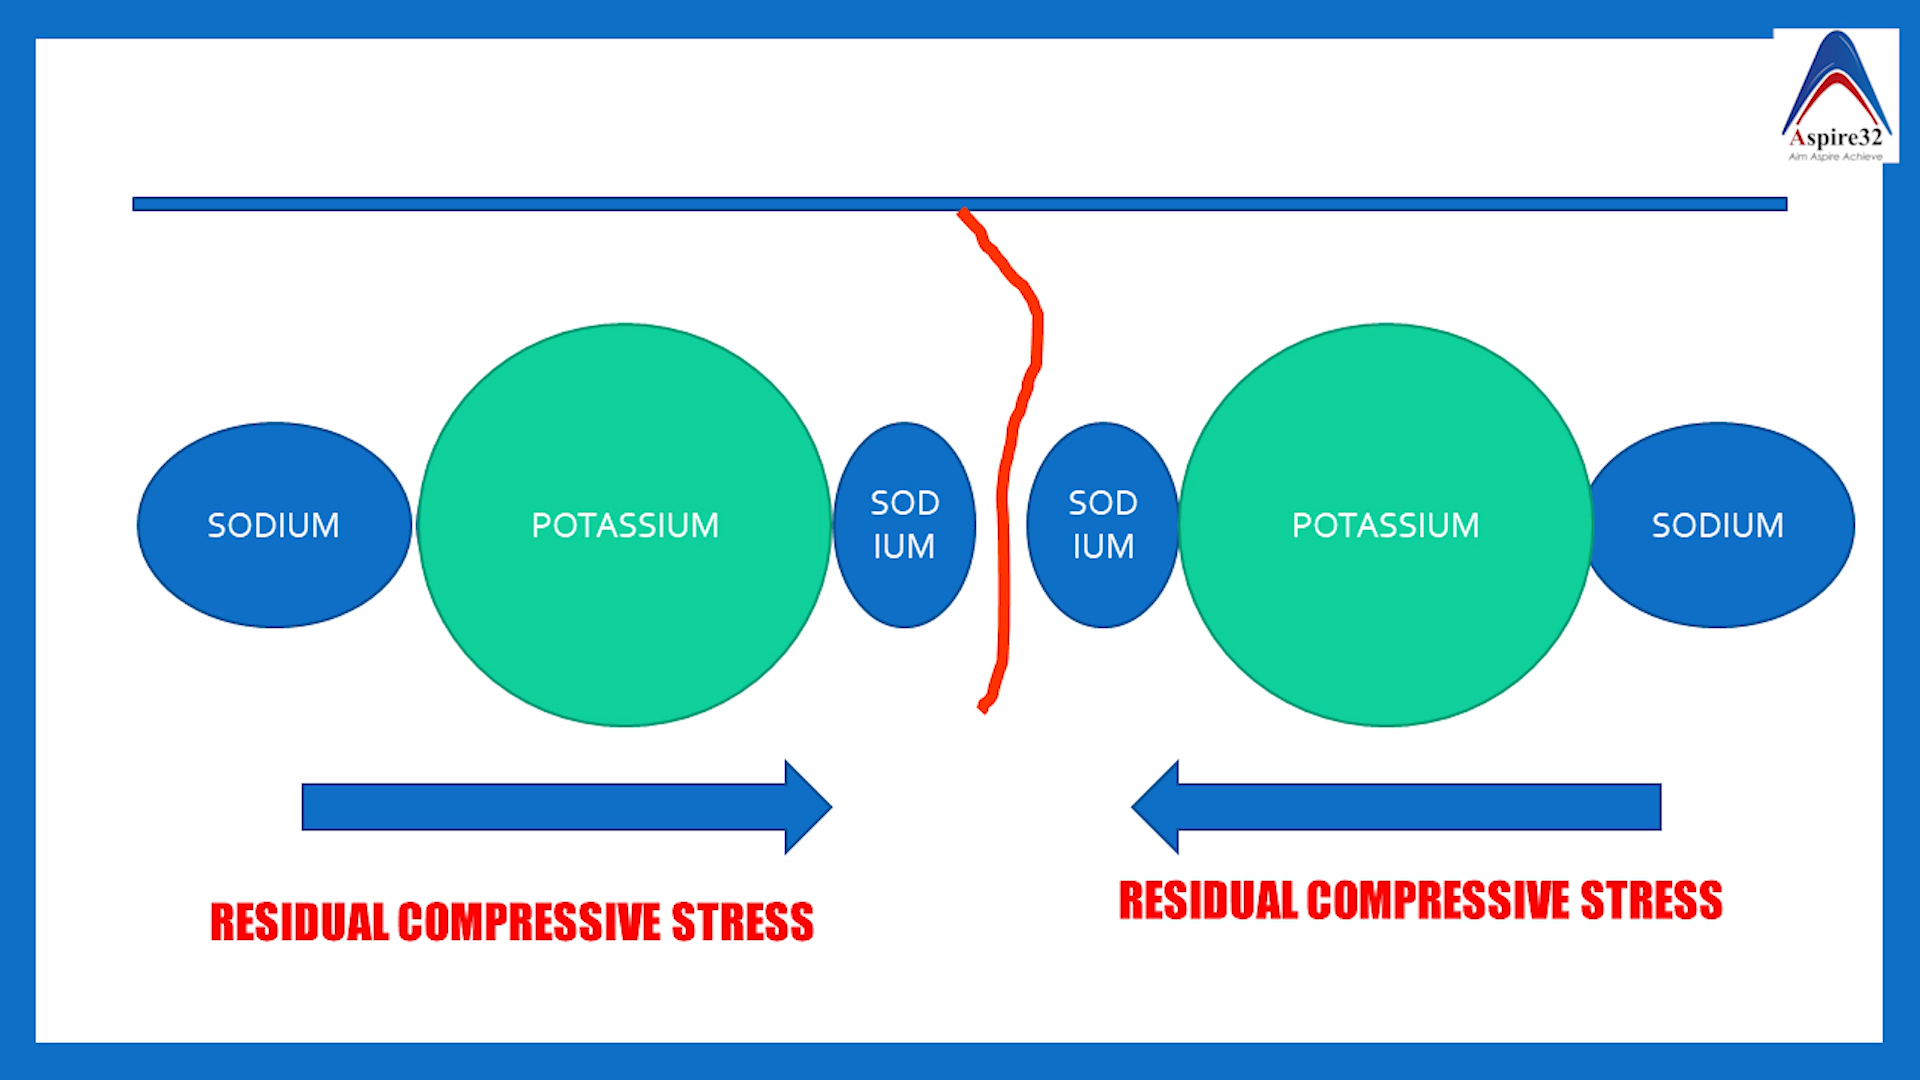 Aspire32
Aim Aspire Achieve
SODIUM
POTASSIUM
SOD
IUM
SOD
IUM
POTASSIUM
SODIUM
RESIDUAL COMPRESSIVE STRESS
RESIDUAL COMPRESSIVE STRESS